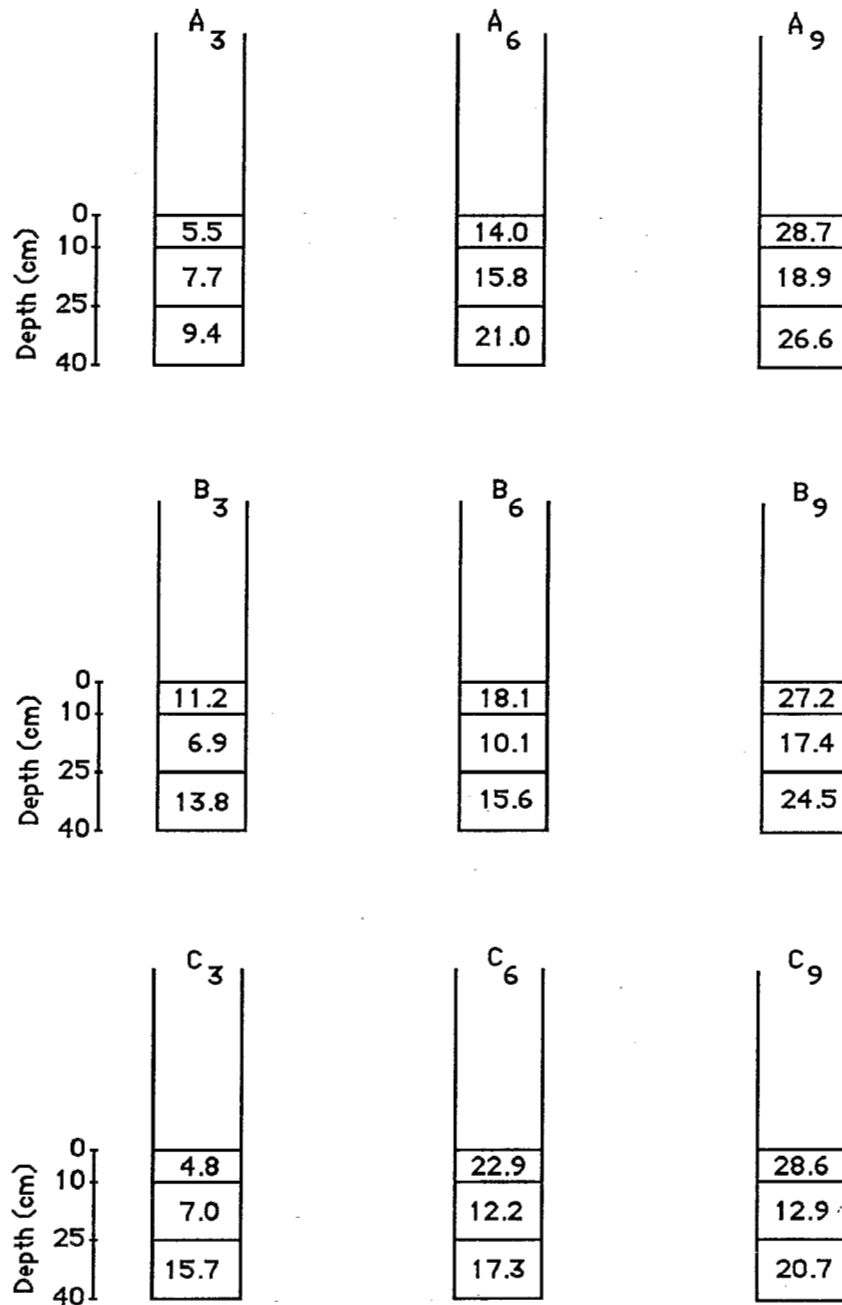 A3 A6 A9
0
5.5 14.0 28.7
10
7.7 15.8 18.9
25
9.4 21.0 26.6
40
Depth (cm)
B3 B6 B9
0
11.2 18.1 27.2
10
6.9 10.1 17.4
25
13.8 15.6 24.5
40
Depth (cm)
C3 C6 C9
0
4.8 22.9 28.6
10
7.0 12.2 12.9
25
15.7 17.3 20.7
40
Depth (cm)